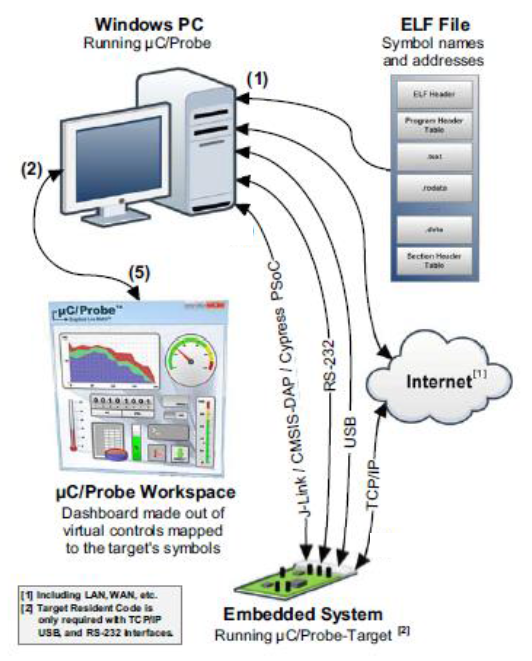 Windows PC
Running µC/Probe
ELF File
Symbol names
and addresses
ELF Header
Program Header
Table
.text
.rodata
.data
Section Header
Table
(1)
(2)
(5)
µC/Probe™
µC/Probe Workspace
Dashboard made out of
virtual controls mapped
to the target's symbols
J-Link / CMSIS-DAP / Cypress PSoC
RS-232
USB
TCP/IP
Internet[1]
Embedded System
Running µC/Probe-Target [2]
[1] Including LAN, WAN, etc.
[2] Target Resident Code is
only required with TCP/IP
USB, and RS-232 Interfaces.